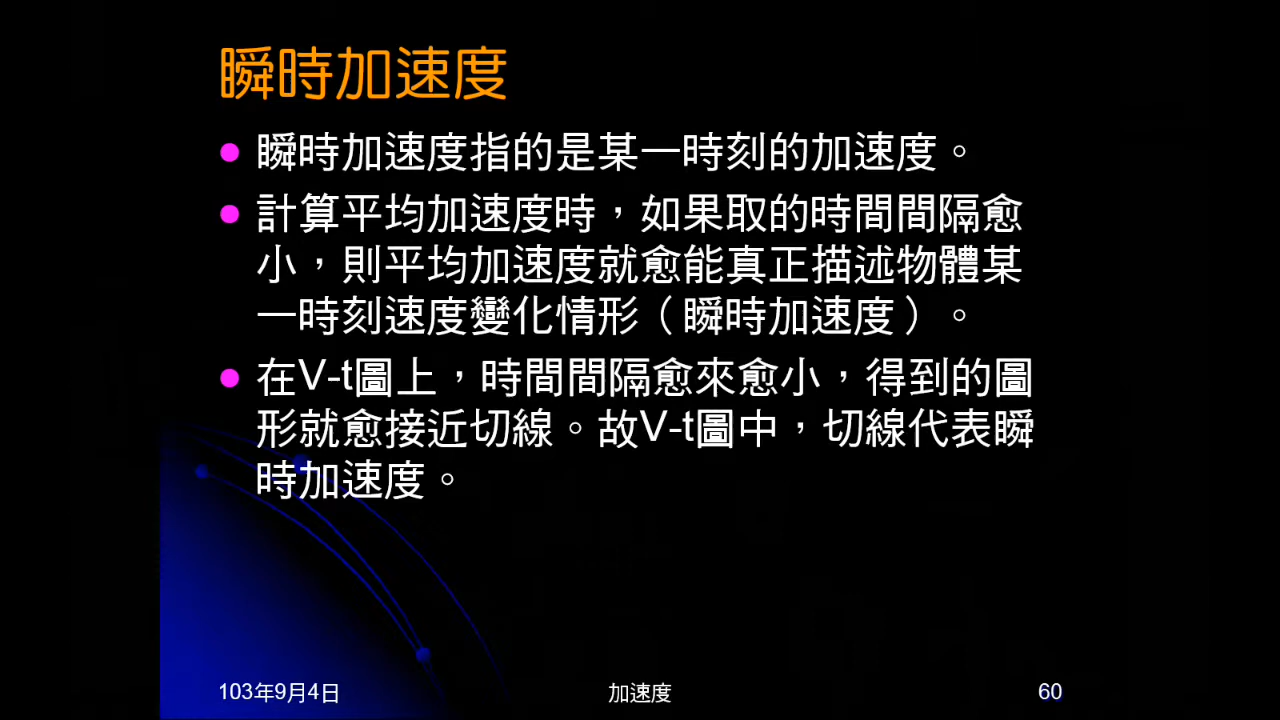 瞬時加速度
瞬時加速度指的是某一時刻的加速度。
計算平均加速度時，如果取的時間間隔愈
小，則平均加速度就愈能真正描述物體某
一時刻速度變化情形（瞬時加速度）。
在V-t圖上，時間間隔愈來愈小，得到的圖
形就愈接近切線。故V-t圖中，切線代表瞬
時加速度。
103年9月4日
加速度
60